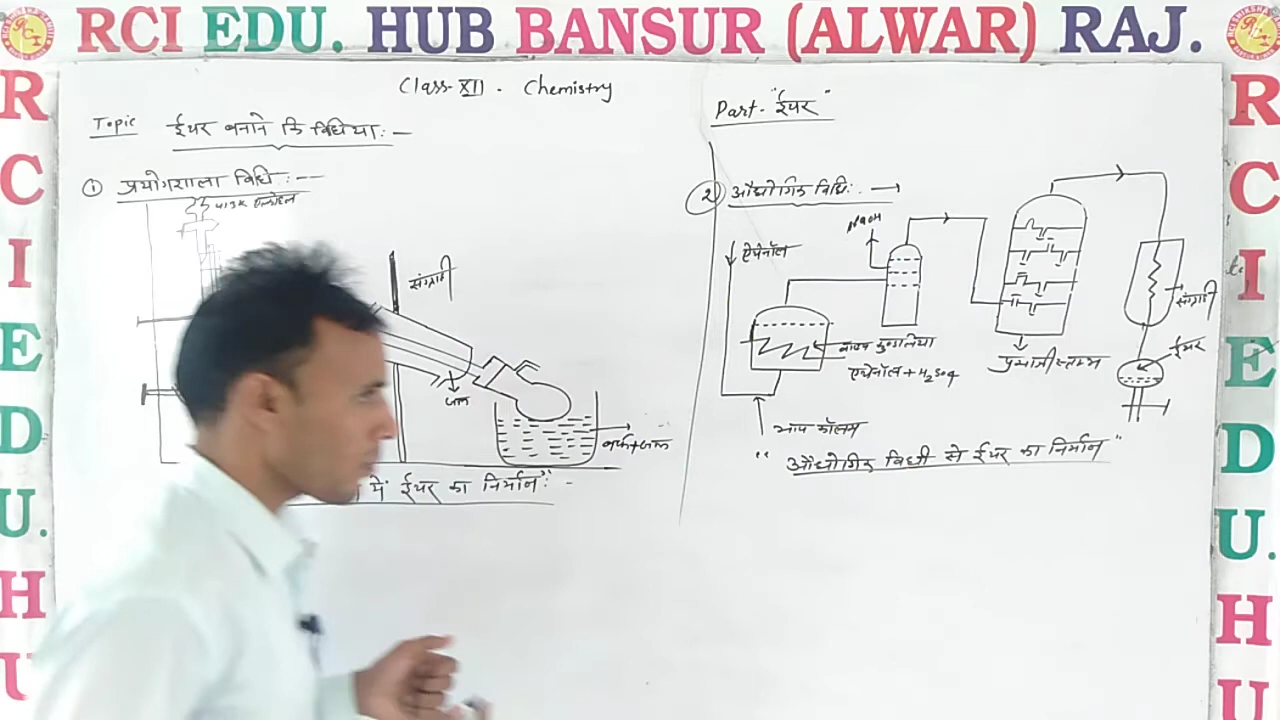 RCI EDU. HUB BANSUR (ALWAR) RAJ.
R
C
I
E
D
U.
H
U
R
C
I
E
D
U.
H
U
Class-XII. Chemistry
Topic ईथर बनाने कि विधिया:-
① प्रयोगशाला विधि:--
संग्राही
जल
बर्फ+जल
में ईथर का निर्मान":-
Part-"ईथर"
② औद्योगिक विधि:. →
NaOH
ऐथेनॉल
वाष्प कुण्डलिया
एथेनॉल+H₂SO₄
भाप कॉलम
प्रभाजी स्तम्भ
संग्राही
ईथर
"औद्योगिक विधी से ईथर का निर्मान"